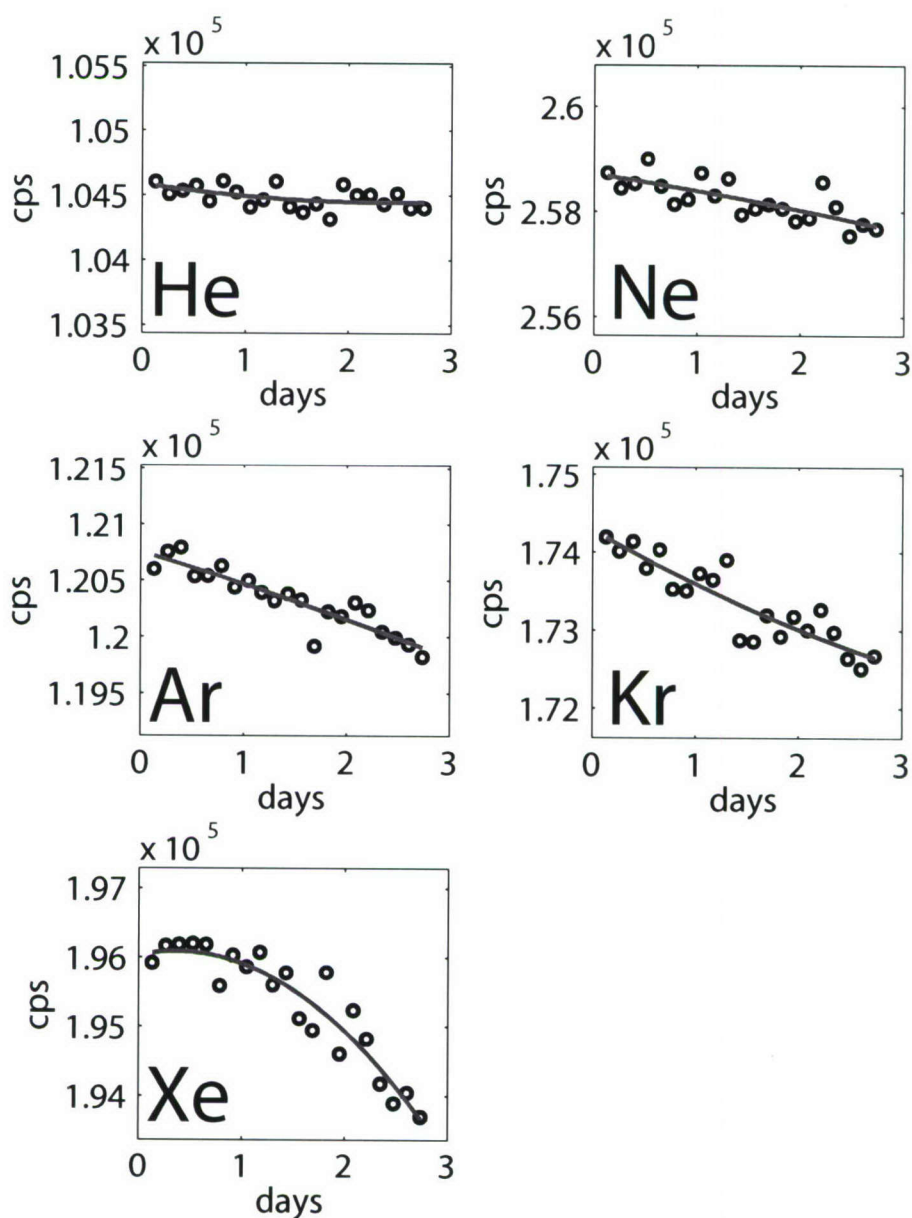 x 10 5
1.055
1.05
1.045
1.04
1.035
cps
He
0 1 2 3
days
x 10 5
2.6
2.58
2.56
cps
Ne
0 1 2 3
days
x 10 5
1.215
1.21
1.205
1.2
1.195
cps
Ar
0 1 2 3
days
x 10 5
1.75
1.74
1.73
1.72
cps
Kr
0 1 2 3
days
x 10 5
1.97
1.96
1.95
1.94
cps
Xe
0 1 2 3
days